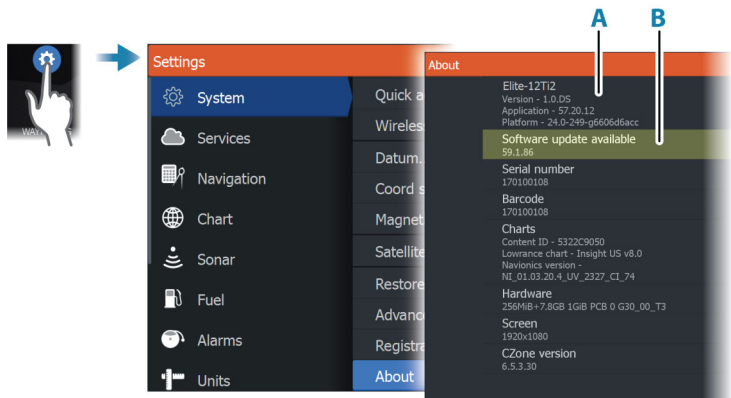 A B
WAY
Settings
System
Services
Navigation
Chart
Sonar
Fuel
Alarms
Units
Quick a
Wireles
Datum.
Coord s
Magnet
Satellite
Restore
Advanc
Registra
About
About
Elite-12Ti2
Version - 1.0.DS
Application - 57.20.12
Platform - 24.0-249-g6606d6acc
Software update available
59.1.86
Serial number
170100108
Barcode
170100108
Charts
Content ID - 5322C9050
Lowrance chart - Insight US v8.0
Navionics version -
NI_01.03.20.4_UV_2327_CI_74
Hardware
256MiB+7.8GB 1GiB PCB 0 G30_00_T3
Screen
1920x1080
CZone version
6.5.3.30